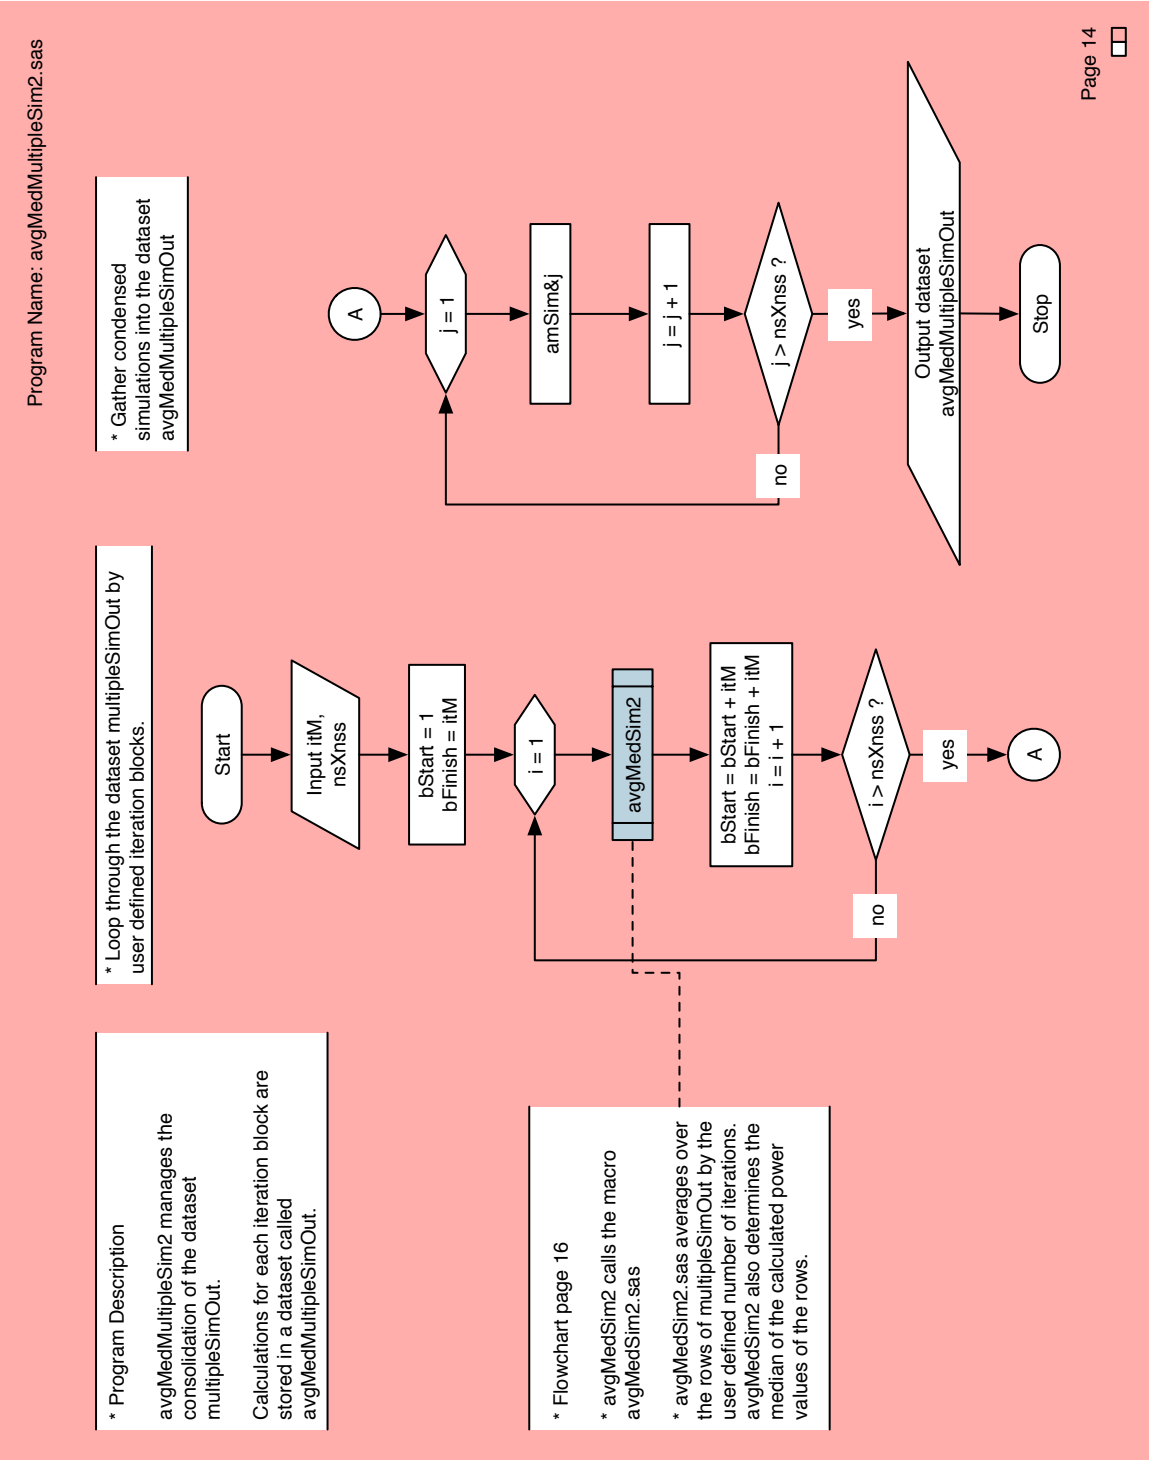 Program Name: avgMedMultipleSim2.sas
* Program Description
avgMedMultipleSim2 manages the
consolidation of the dataset
multipleSimOut.
Calculations for each iteration block are
stored in a dataset called
avgMedMultipleSimOut.
* Loop through the dataset multipleSimOut by
user defined iteration blocks.
* Gather condensed
simulations into the dataset
avgMedMultipleSimOut
* Flowchart page 16
* avgMedSim2 calls the macro
avgMedSim2.sas
* avgMedSim2.sas averages over
the rows of multipleSimOut by the
user defined number of iterations.
avgMedSim2 also determines the
median of the calculated power
values of the rows.
Start
Input itM,
nsXnss
bStart = 1
bFinish = itM
i = 1
avgMedSim2
bStart = bStart + itM
bFinish = bFinish + itM
i = i + 1
i > nsXnss ?
no
yes
A
A
j = 1
amSim&j
j = j + 1
j > nsXnss ?
no
yes
Output dataset
avgMedMultipleSimOut
Stop
Page 14